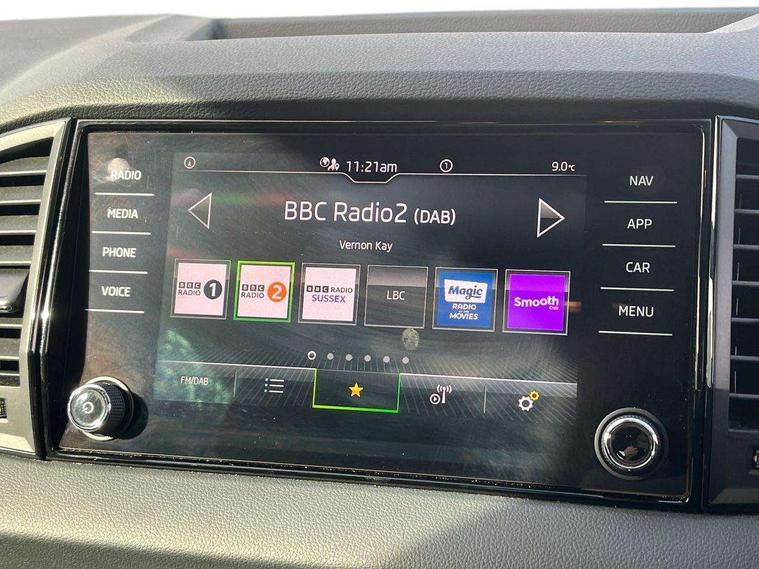 RADIO
MEDIA
PHONE
VOICE
11:21am
1
9.0°C
BBC Radio2 (DAB)
Vernon Kay
BBC
RADIO 1
BBC
RADIO 2
BBC RADIO
SUSSEX
LBC
Magic
RADIO
MOVIES
Smooth
FM/DAB
NAV
APP
CAR
MENU